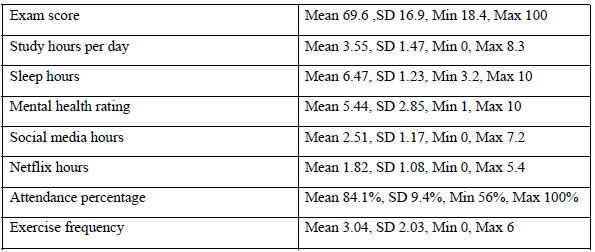 Exam score Mean 69.6 ,SD 16.9, Min 18.4, Max 100
Study hours per day Mean 3.55, SD 1.47, Min 0, Max 8.3
Sleep hours Mean 6.47, SD 1.23, Min 3.2, Max 10
Mental health rating Mean 5.44, SD 2.85, Min 1, Max 10
Social media hours Mean 2.51, SD 1.17, Min 0, Max 7.2
Netflix hours Mean 1.82, SD 1.08, Min 0, Max 5.4
Attendance percentage Mean 84.1%, SD 9.4%, Min 56%, Max 100%
Exercise frequency Mean 3.04, SD 2.03, Min 0, Max 6